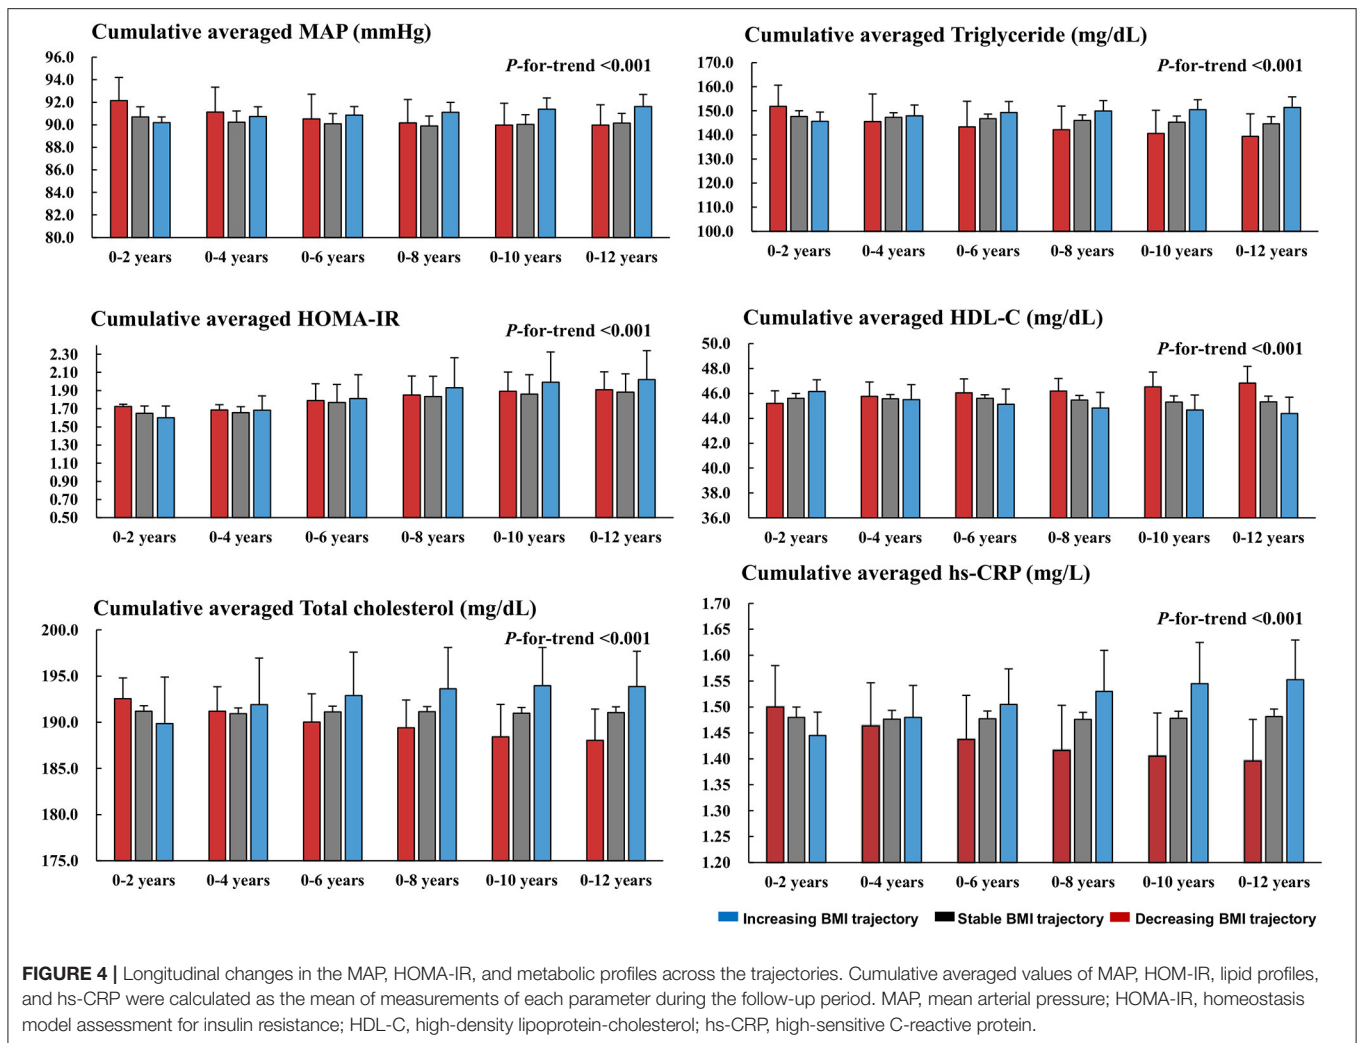 Cumulative averaged MAP (mmHg)
P-for-trend <0.001
96.0
94.0
92.0
90.0
88.0
86.0
84.0
82.0
80.0
0-2 years 0-4 years 0-6 years 0-8 years 0-10 years 0-12 years
Cumulative averaged Triglyceride (mg/dL)
P-for-trend <0.001
170.0
160.0
150.0
140.0
130.0
120.0
110.0
100.0
0-2 years 0-4 years 0-6 years 0-8 years 0-10 years 0-12 years
Cumulative averaged HOMA-IR
P-for-trend <0.001
2.30
2.10
1.90
1.70
1.50
1.30
1.10
0.90
0.70
0.50
0-2 years 0-4 years 0-6 years 0-8 years 0-10 years 0-12 years
Cumulative averaged HDL-C (mg/dL)
P-for-trend <0.001
50.0
48.0
46.0
44.0
42.0
40.0
38.0
36.0
0-2 years 0-4 years 0-6 years 0-8 years 0-10 years 0-12 years
Cumulative averaged Total cholesterol (mg/dL)
P-for-trend <0.001
200.0
195.0
190.0
185.0
180.0
175.0
0-2 years 0-4 years 0-6 years 0-8 years 0-10 years 0-12 years
Cumulative averaged hs-CRP (mg/L)
P-for-trend <0.001
1.70
1.65
1.60
1.55
1.50
1.45
1.40
1.35
1.30
1.25
1.20
0-2 years 0-4 years 0-6 years 0-8 years 0-10 years 0-12 years
Increasing BMI trajectory Stable BMI trajectory Decreasing BMI trajectory
FIGURE 4 | Longitudinal changes in the MAP, HOMA-IR, and metabolic profiles across the trajectories. Cumulative averaged values of MAP, HOM-IR, lipid profiles,
and hs-CRP were calculated as the mean of measurements of each parameter during the follow-up period. MAP, mean arterial pressure; HOMA-IR, homeostasis
model assessment for insulin resistance; HDL-C, high-density lipoprotein-cholesterol; hs-CRP, high-sensitive C-reactive protein.